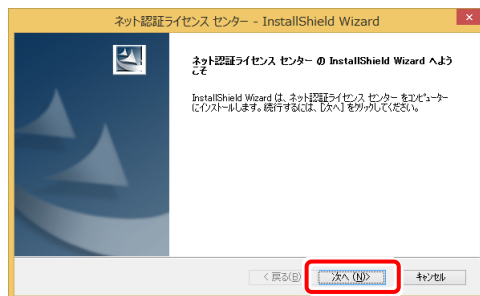 ネット認証ライセンス センター - InstallShield Wizard
ネット認証ライセンス センター の InstallShield Wizard へよう
こそ
InstallShield Wizard は、ネット認証ライセンス センター をコンピューター
にインストールします。続行するには、[次へ] をクリックしてください。
< 戻る(B)
次へ (N)>
キャンセル